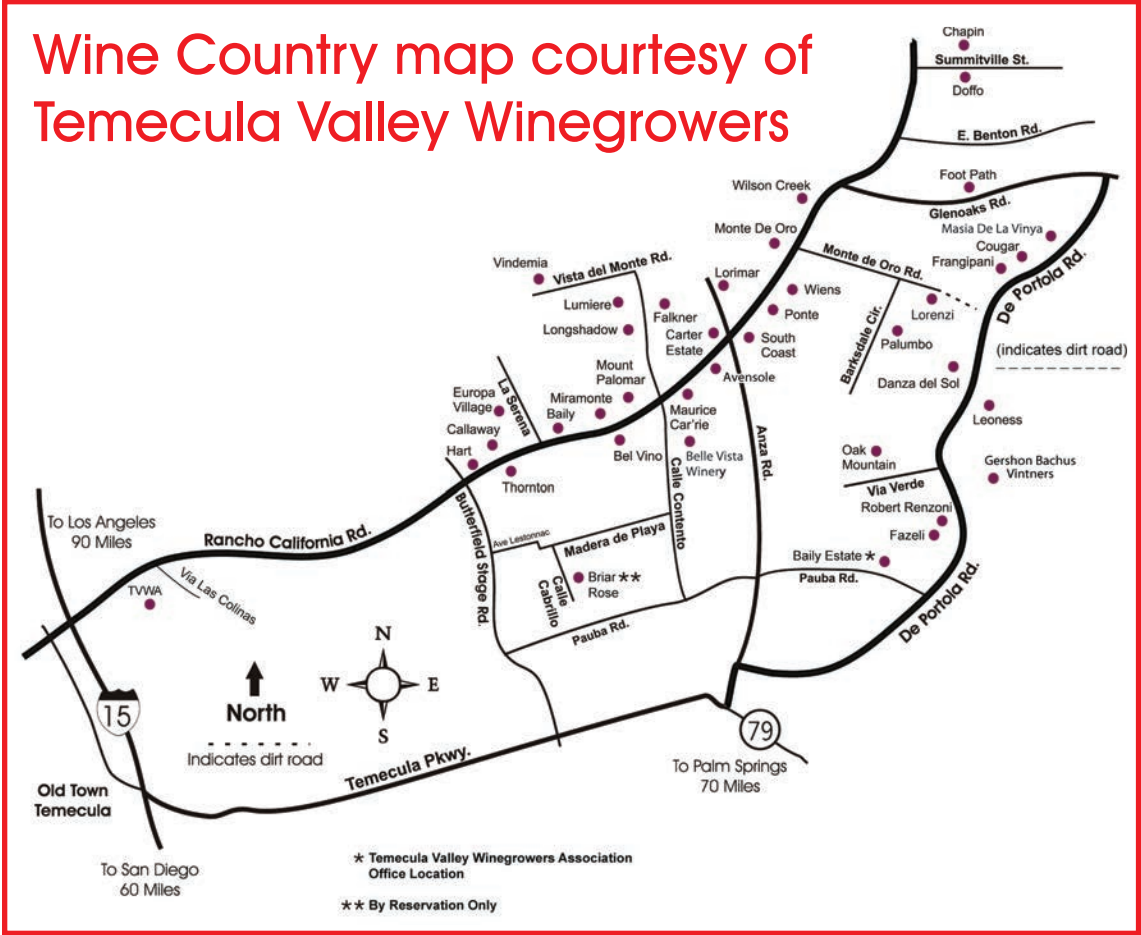 Wine Country map courtesy of
Temecula Valley Winegrowers
Chapin
Summitville St.
Doffo
E. Benton Rd.
Foot Path
Glenoaks Rd.
Wilson Creek
Monte De Oro
Masia De La Vinya
Cougar
Frangipani
De Portola Rd.
Monte de Oro Rd.
Vindemia
Vista del Monte Rd.
Lorimar
Wiens
Lumiere
Falkner
Ponte
Lorenzi
Longshadow
Carter
Estate
South
Coast
Barksdale Cir.
Palumbo
(indicates dirt road)
Mount
Palomar
Avensole
Danza del Sol
Europa
Village
La Serena
Miramonte
Baily
Maurice
Car'rie
Leoness
Callaway
Hart
Bel Vino
Belle Vista
Winery
Anza Rd.
Oak
Mountain
Gershon Bachus
Vintners
Thornton
Calle Contento
Via Verde
Robert Renzoni
To Los Angeles
90 Miles
Rancho California Rd.
Butterfield Stage Rd.
Ave Lestonnac
Madera de Playa
Fazeli
Baily Estate *
Pauba Rd.
TVWA
Via Las Colinas
Calle
Cabrillo
Briar **
Rose
Pauba Rd.
De Portola Rd.
N
W
E
S
North
15
Indicates dirt road
79
Temecula Pkwy.
To Palm Springs
70 Miles
Old Town
Temecula
To San Diego
60 Miles
* Temecula Valley Winegrowers Association
Office Location
** By Reservation Only